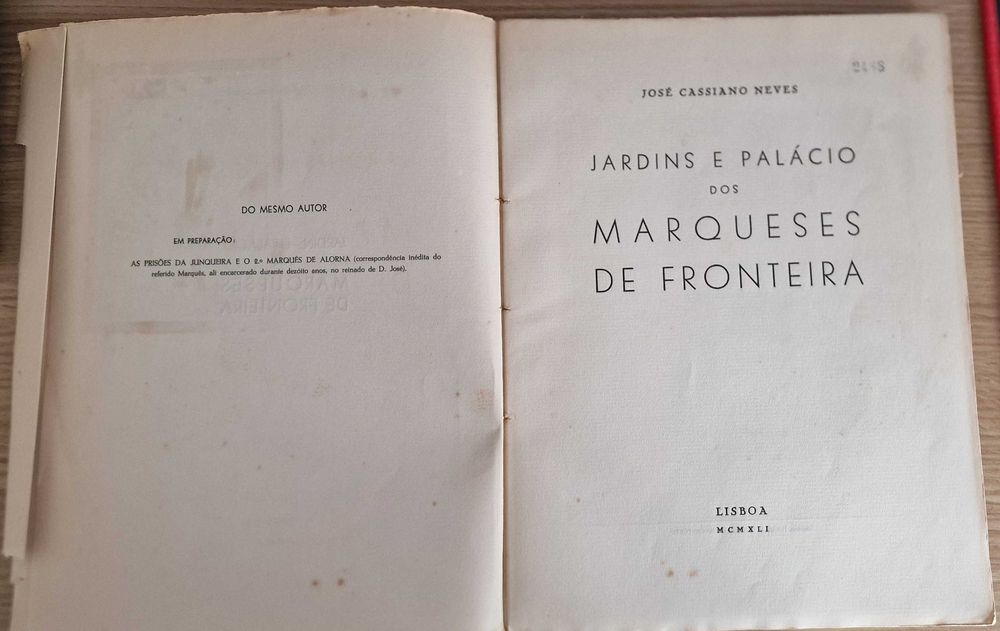 DO MESMO AUTOR
EM PREPARAÇÃO:
AS PRISÕES DA JUNQUEIRA E O 2.º MARQUÊS DE ALORNA (correspondência inédita do
referido Marquês, ali encarcerado durante dezóito anos, no reinado de D. José).
JOSÉ CASSIANO NEVES
JARDINS E PALÁCIO
DOS
MARQUESES
DE FRONTEIRA
LISBOA
MCMXLI